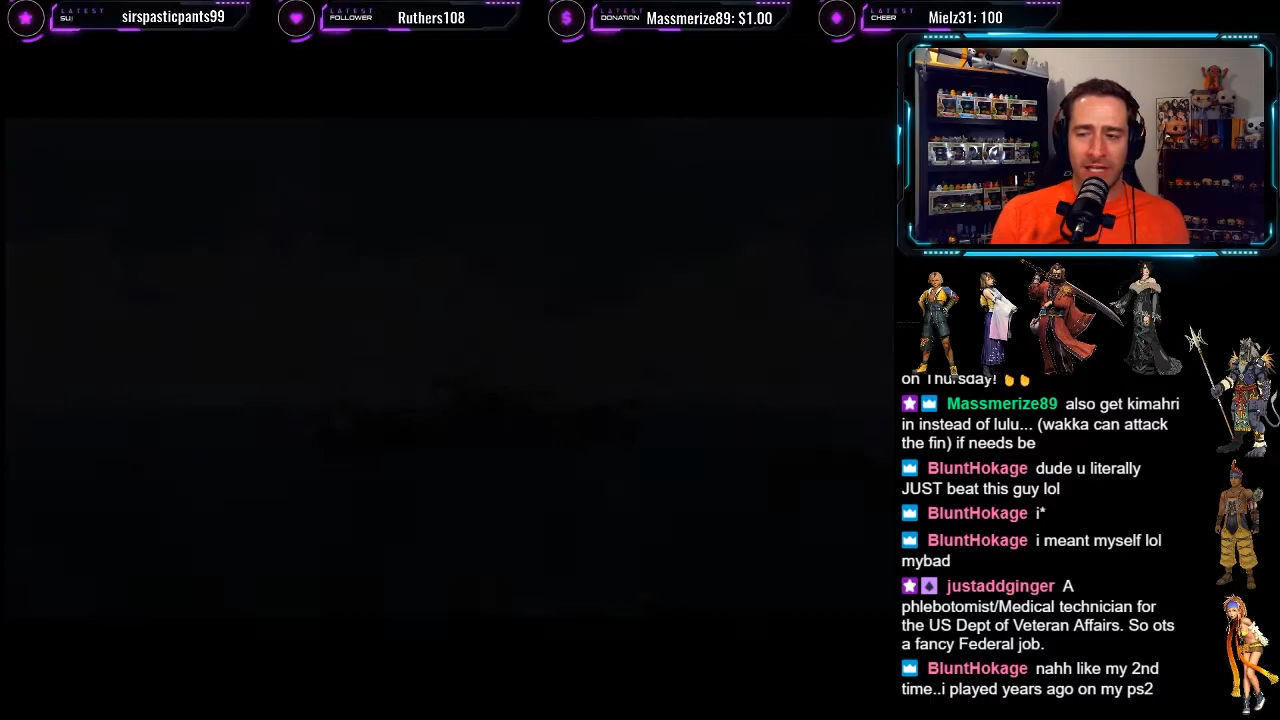 LATEST
SU
sirspasticpants99
LATEST
FOLLOWER
Ruthers108
LATEST
DONATION
Massmerize89: $1.00
LATEST
CHEER
Mielz31: 100
on Thursday! 👏👏
Massmerize89 also get kimahri
in instead of lulu... (wakka can attack
the fin) if needs be
BluntHokage dude u literally
JUST beat this guy lol
BluntHokage i*
BluntHokage i meant myself lol
mybad
justaddginger A
phlebotomist/Medical technician for
the US Dept of Veteran Affairs. So ots
a fancy Federal job.
BluntHokage nahh like my 2nd
time..i played years ago on my ps2